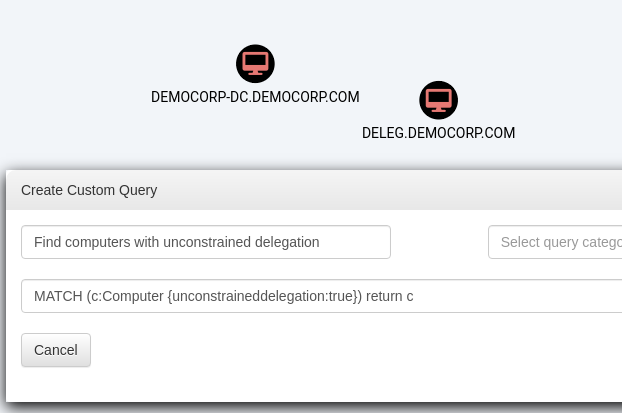 DEMOCORP-DC.DEMOCORP.COM
DELEG.DEMOCORP.COM
Create Custom Query
Find computers with unconstrained delegation
Select query catego
MATCH (c:Computer {unconstraineddelegation:true}) return c
Cancel